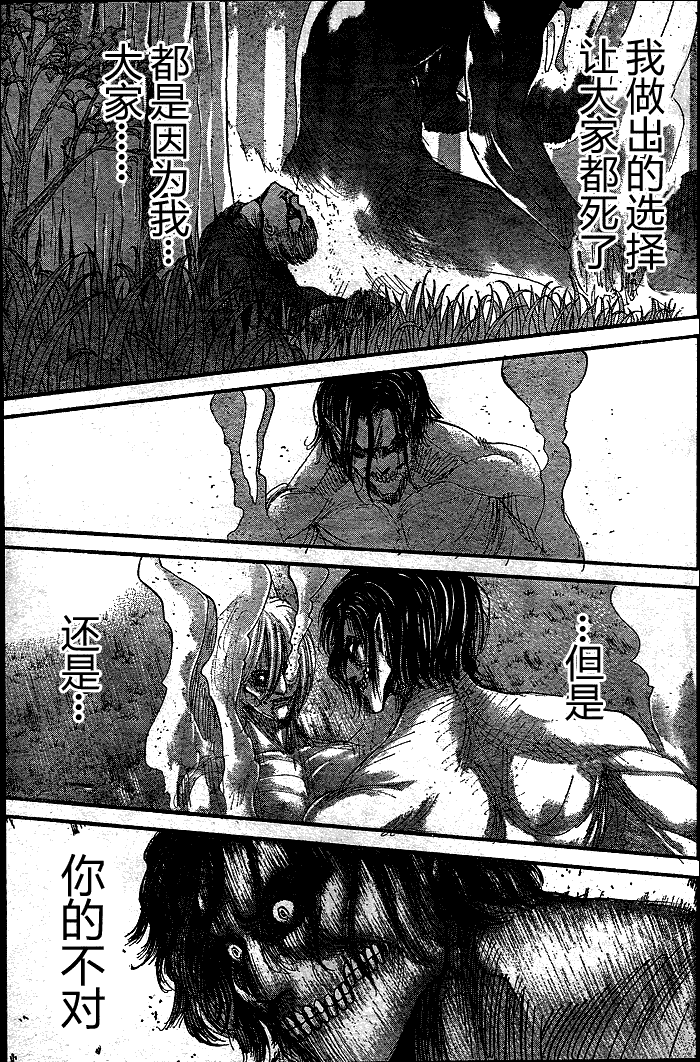 我做出的选择
让大家都死了
都是因为我…
大家……
…但是
还是…
你的不对